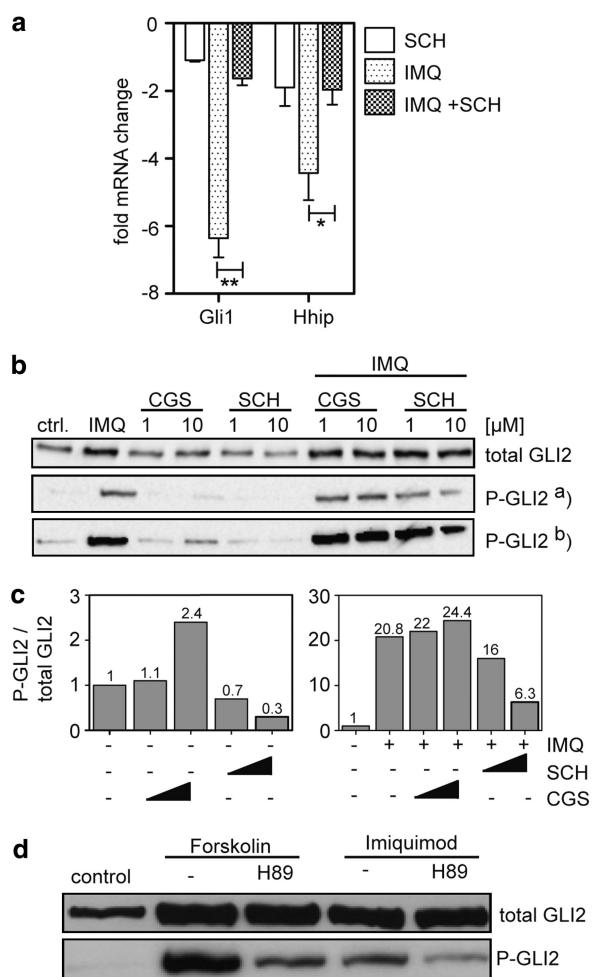 a
fold mRNA change
0
-2
-4
-6
-8
SCH
IMQ
IMQ +SCH
**
*
Gli1 Hhip
b
IMQ
CGS SCH CGS SCH
ctrl. IMQ 1 10 1 10 1 10 1 10 [µM]
total GLI2
P-GLI2 a)
P-GLI2 b)
c
P-GLI2 /
total GLI2
3
2
1
0
1 1.1 2.4 0.7 0.3
30
20
10
0
1 20.8 22 24.4 16 6.3
- - - - - - + + + + + IMQ
- - - - - - SCH
- - - - - - CGS
d
Forskolin Imiquimod
control - H89 - H89
total GLI2
P-GLI2